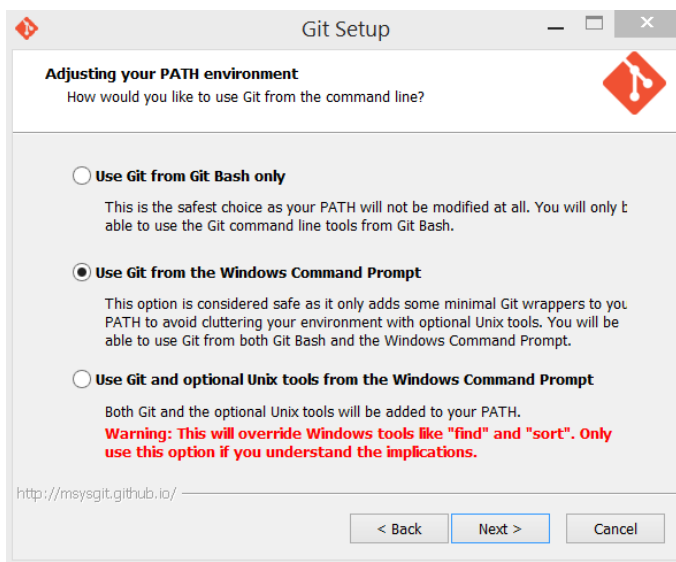 Git Setup
Adjusting your PATH environment
How would you like to use Git from the command line?
Use Git from Git Bash only
This is the safest choice as your PATH will not be modified at all. You will only b
able to use the Git command line tools from Git Bash.
Use Git from the Windows Command Prompt
This option is considered safe as it only adds some minimal Git wrappers to you
PATH to avoid cluttering your environment with optional Unix tools. You will be
able to use Git from both Git Bash and the Windows Command Prompt.
Use Git and optional Unix tools from the Windows Command Prompt
Both Git and the optional Unix tools will be added to your PATH.
Warning: This will override Windows tools like "find" and "sort". Only
use this option if you understand the implications.
http://msysgit.github.io/
< Back Next > Cancel